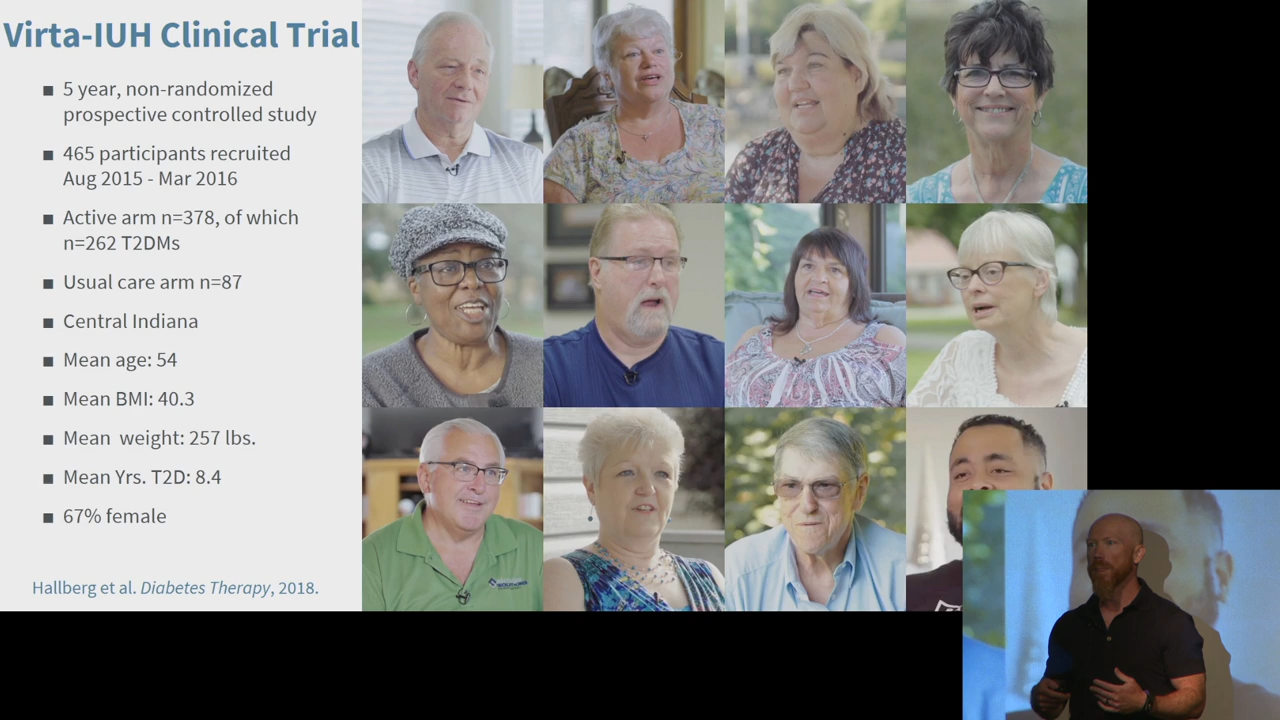 Virta-IUH Clinical Trial
■ 5 year, non-randomized
prospective controlled study
■ 465 participants recruited
Aug 2015 - Mar 2016
■ Active arm n=378, of which
n=262 T2DMs
■ Usual care arm n=87
■ Central Indiana
■ Mean age: 54
■ Mean BMI: 40.3
■ Mean weight: 257 lbs.
■ Mean Yrs. T2D: 8.4
■ 67% female
Hallberg et al. Diabetes Therapy, 2018.